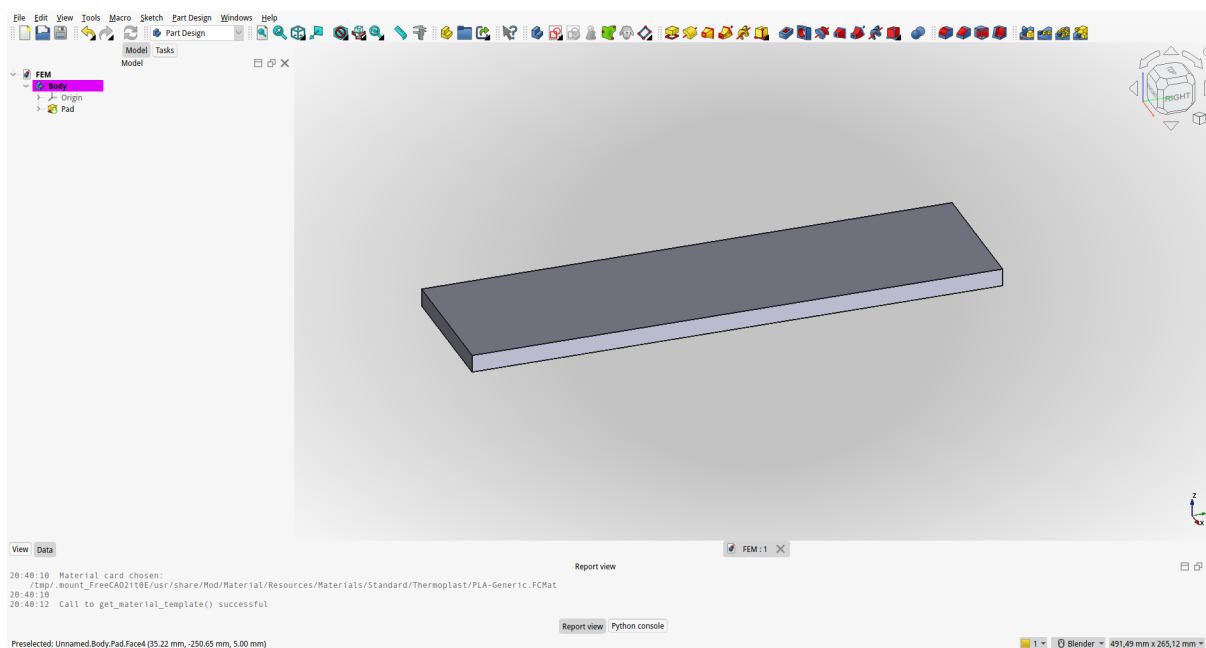 File Edit View Tools Macro Sketch Part Design Windows Help
Part Design
Model Tasks
Model
FEM
Body
Origin
Pad
RIGHT
Z
X
View Data
FEM : 1
Report view
20:40:10 Material card chosen:
/tmp/.mount_FreeCAO2it0E/usr/share/Mod/Material/Resources/Materials/Standard/Thermoplast/PLA-Generic.FCMat
20:40:10
20:40:12 Call to get_material_template() successful
Report view Python console
Preselected: Unnamed.Body.Pad.Face4 (35.22 mm, -250.65 mm, 5.00 mm)
1 Blender 491,49 mm x 265,12 mm